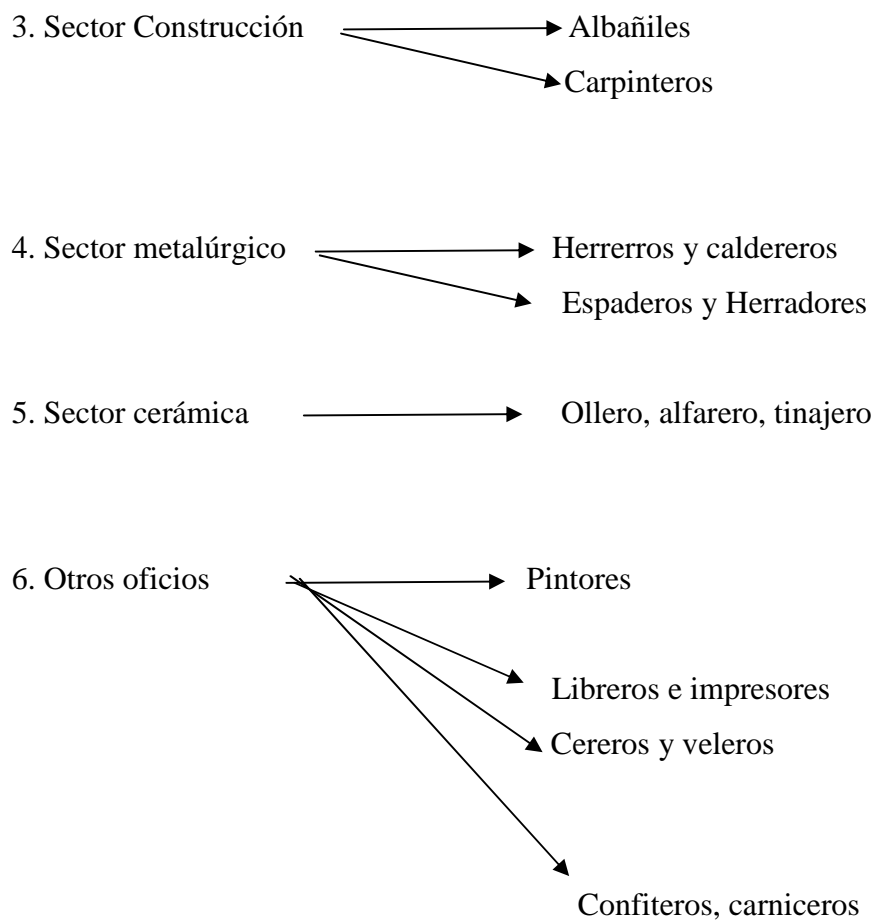 3. Sector Construcción Albañiles
Carpinteros
4. Sector metalúrgico Herrerros y caldereros
Espaderos y Herradores
5. Sector cerámica Ollero, alfarero, tinajero
6. Otros oficios Pintores
Libreros e impresores
Cereros y veleros
Confiteros, carniceros